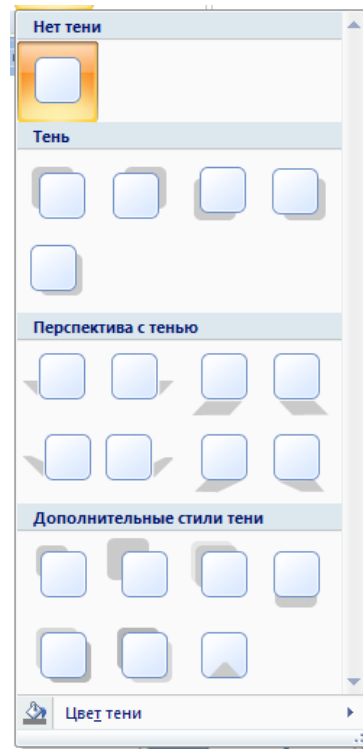 Нет тени
Тень
Перспектива с тенью
Дополнительные стили тени
Цвет тени